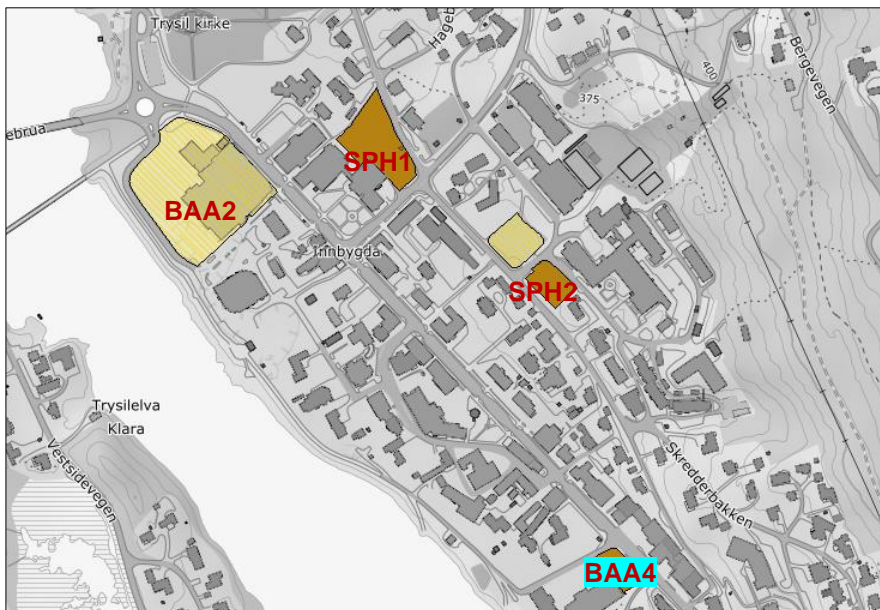 Trysil kirke
Hageb
Bergevegen
400
375
ebrua
SPH1
BAA2
Innbygda
SPH2
Trysilelva
Klara
Vestsidevegen
Skredderbakken
BAA4